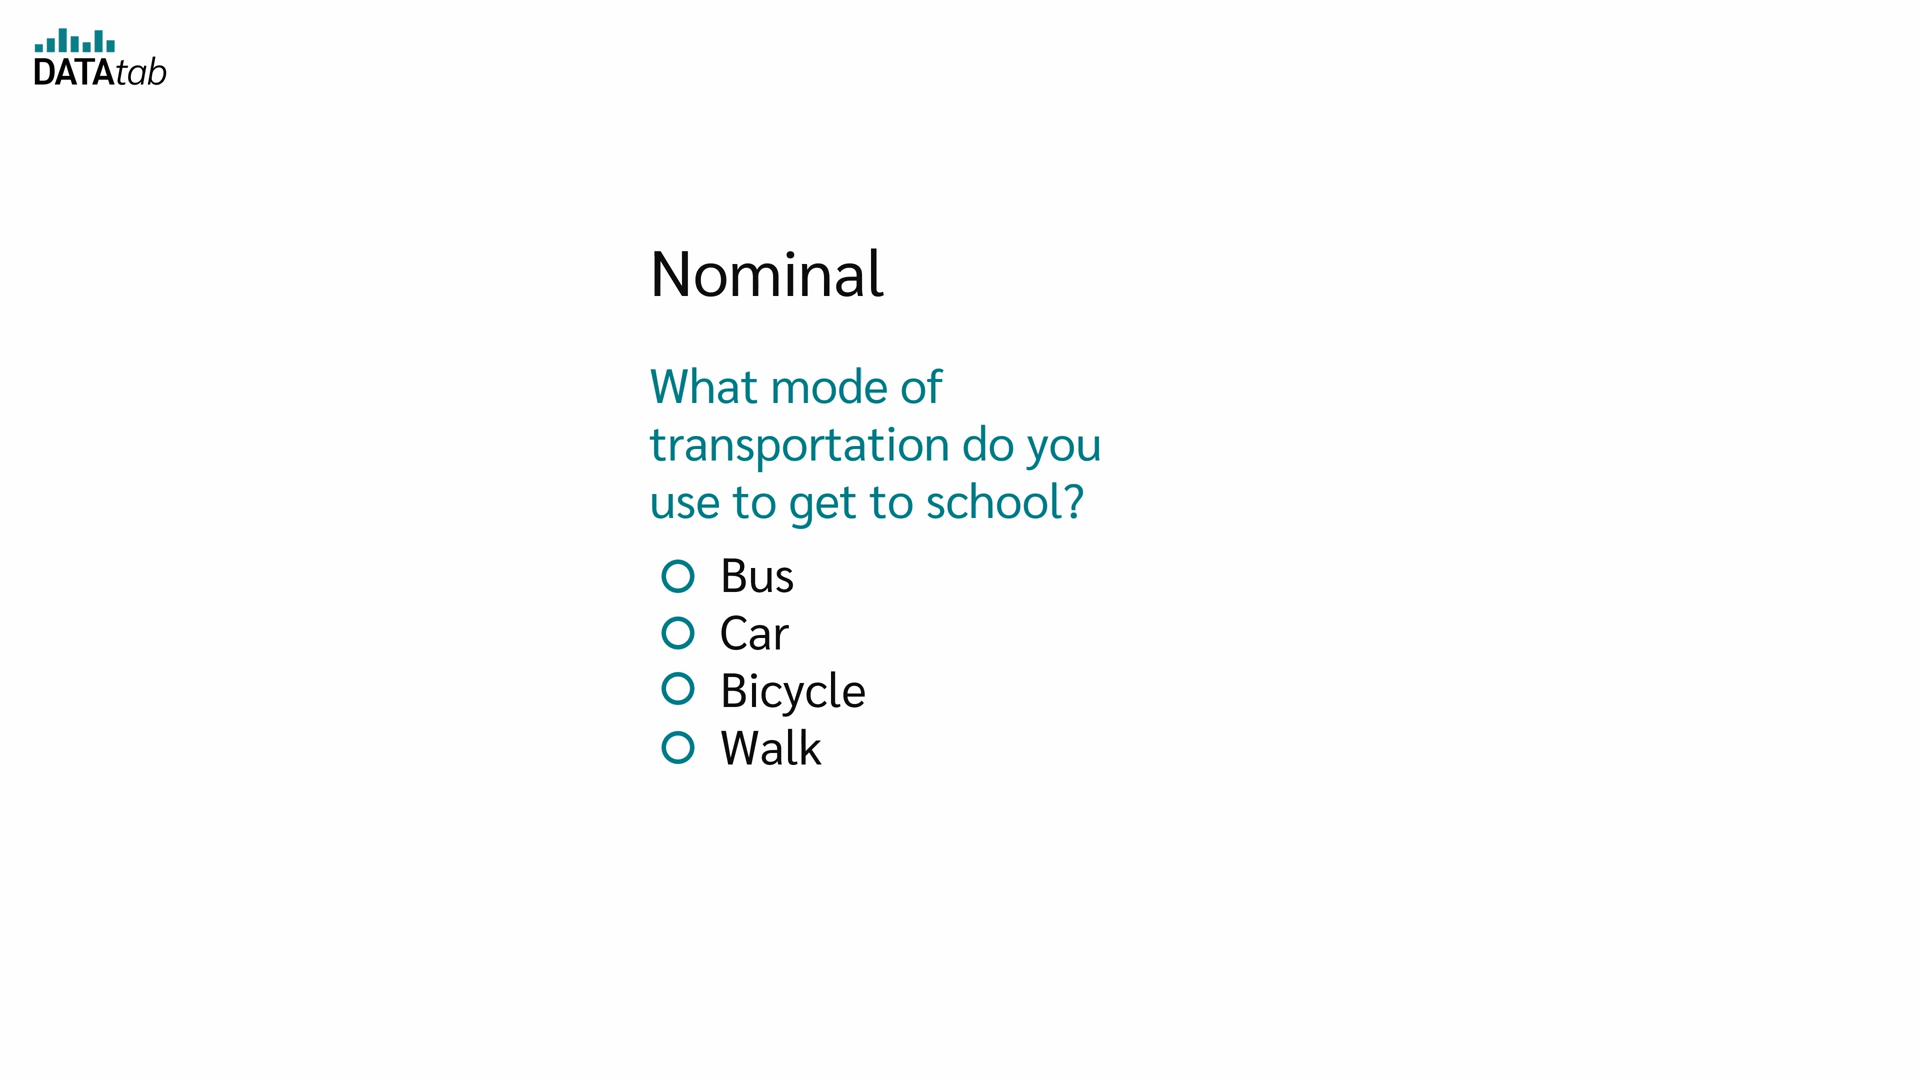 DATAtab
Nominal
What mode of
transportation do you
use to get to school?
Bus
Car
Bicycle
Walk